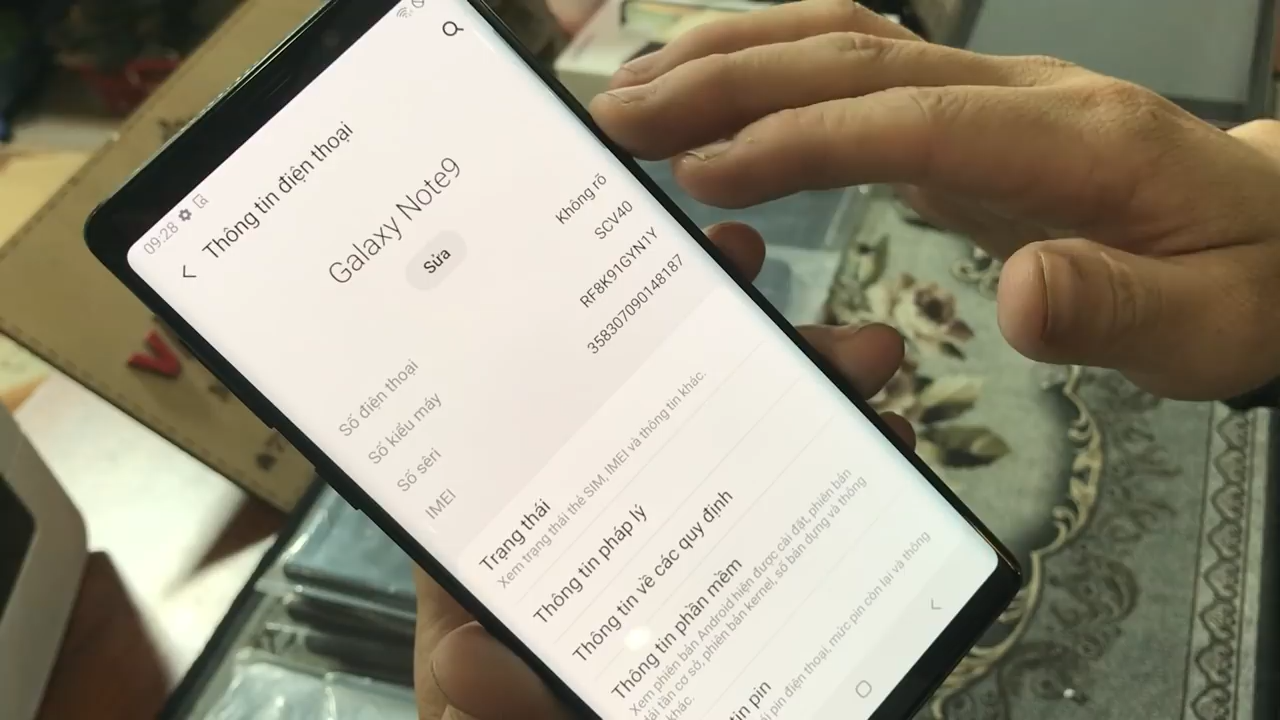 09:28
Thông tin điện thoại
Galaxy Note9
Sửa
Số điện thoại Không rõ
Số kiểu máy SCV40
Số sêri RF8K91GYN1Y
IMEI 358307090148187
Trạng thái
Xem trạng thái thẻ SIM, IMEI và thông tin khác.
Thông tin pháp lý
Thông tin về các quy định
Thông tin phần mềm
Xem phiên bản Android hiện được cài đặt, phiên bản
dải tần cơ sở, phiên bản kernel, số bản dựng và thông
khác.
tin pin
pin điện thoại, mức pin còn lại và thông
V